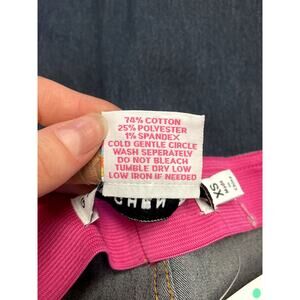 74% COTTON
25% POLYESTER
1% SPANDEX
COLD GENTLE CIRCLE
WASH SEPERATELY
DO NOT BLEACH
TUMBLE DRY LOW
LOW IRON IF NEEDED
XS